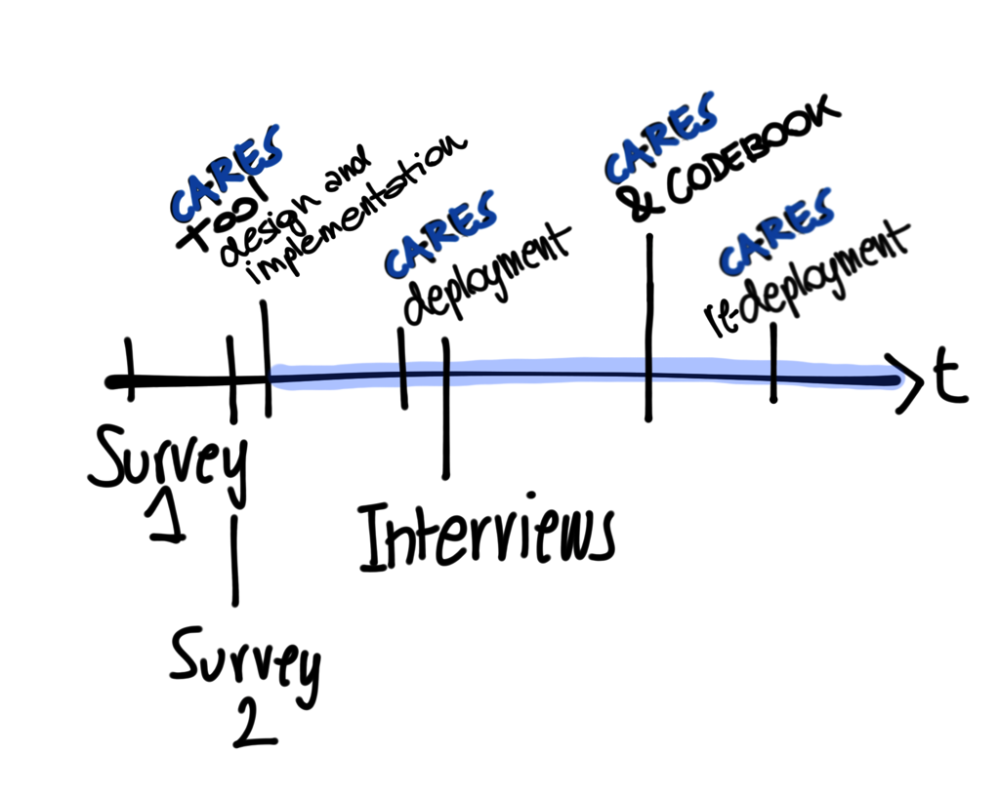 CARES
tool
design and
implementation
CARES
deployment
CARES
& CODEBOOK
CARES
re-deployment
t
Survey
1
Interviews
Survey
2